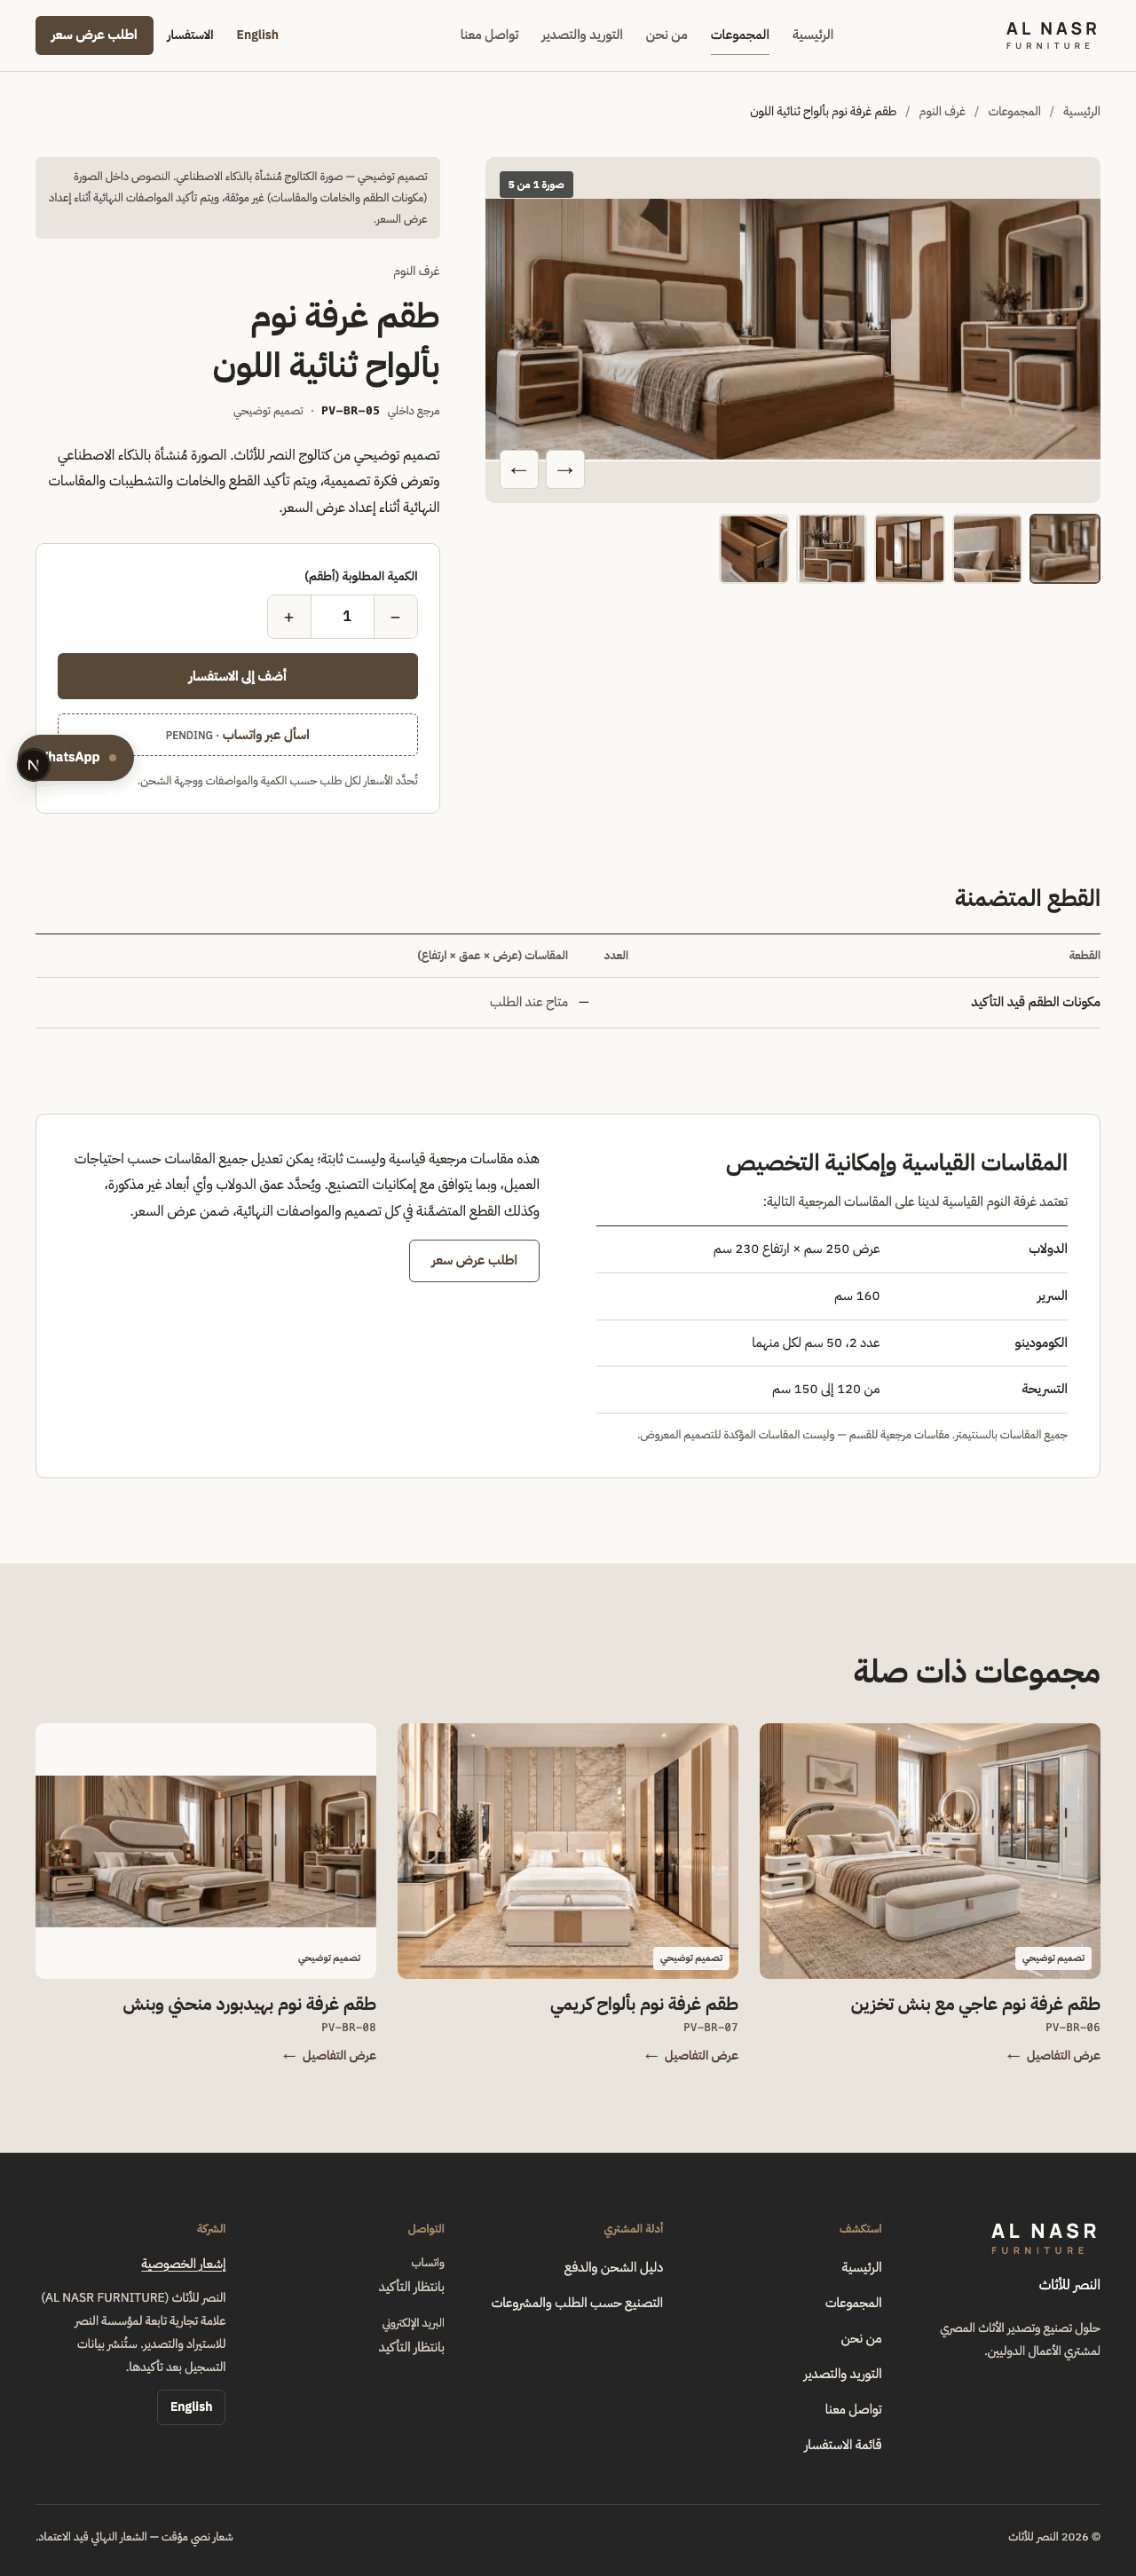 AL NASR
FURNITURE
الرئيسية
المجموعات
من نحن
التوريد والتصدير
تواصل معنا
English
الاستفسار
اطلب عرض سعر
الرئيسية / المجموعات / غرف النوم / طقم غرفة نوم بألواح ثنائية اللون
صورة 1 من 5
→
←
تصميم توضيحي — صورة الكتالوج مُنشأة بالذكاء الاصطناعي. النصوص داخل الصورة
(مكونات الطقم والخامات والمقاسات) غير موثقة، ويتم تأكيد المواصفات النهائية أثناء إعداد
عرض السعر.
غرف النوم
طقم غرفة نوم
بألواح ثنائية اللون
مرجع داخلي PV-BR-05 · تصميم توضيحي
تصميم توضيحي من كتالوج النصر للأثاث. الصورة مُنشأة بالذكاء الاصطناعي
وتعرض فكرة تصميمية، ويتم تأكيد القطع والخامات والتشطيبات والمقاسات
النهائية أثناء إعداد عرض السعر.
الكمية المطلوبة (أطقم)
− 1 +
أضف إلى الاستفسار
اسأل عبر واتساب · PENDING
hatsApp
N
تُحدَّد الأسعار لكل طلب حسب الكمية والمواصفات ووجهة الشحن.
القطع المتضمنة
القطعة العدد المقاسات (عرض × عمق × ارتفاع)
مكونات الطقم قيد التأكيد — متاح عند الطلب
المقاسات القياسية وإمكانية التخصيص
تعتمد غرفة النوم القياسية لدينا على المقاسات المرجعية التالية:
الدولاب عرض 250 سم × ارتفاع 230 سم
السرير 160 سم
الكومودينو عدد 2، 50 سم لكل منهما
التسريحة من 120 إلى 150 سم
جميع المقاسات بالسنتيمتر. مقاسات مرجعية للقسم — وليست المقاسات المؤكدة للتصميم المعروض.
هذه مقاسات مرجعية قياسية وليست ثابتة؛ يمكن تعديل جميع المقاسات حسب احتياجات
العميل، وبما يتوافق مع إمكانيات التصنيع. ويُحدَّد عمق الدولاب وأي أبعاد غير مذكورة،
وكذلك القطع المتضمَّنة في كل تصميم والمواصفات النهائية، ضمن عرض السعر.
اطلب عرض سعر
مجموعات ذات صلة
تصميم توضيحي
طقم غرفة نوم عاجي مع بنش تخزين
PV-BR-06
عرض التفاصيل ←
تصميم توضيحي
طقم غرفة نوم بألواح كريمي
PV-BR-07
عرض التفاصيل ←
تصميم توضيحي
طقم غرفة نوم بهيدبورد منحني وبنش
PV-BR-08
عرض التفاصيل ←
AL NASR
FURNITURE
النصر للأثاث
حلول تصنيع وتصدير الأثاث المصري
لمشتري الأعمال الدوليين.
استكشف
الرئيسية
المجموعات
من نحن
التوريد والتصدير
تواصل معنا
قائمة الاستفسار
أدلة المشتري
دليل الشحن والدفع
التصنيع حسب الطلب والمشروعات
التواصل
واتساب
بانتظار التأكيد
البريد الإلكتروني
بانتظار التأكيد
الشركة
إشعار الخصوصية
النصر للأثاث (AL NASR FURNITURE)
علامة تجارية تابعة لمؤسسة النصر
للاستيراد والتصدير. ستُنشر بيانات
التسجيل بعد تأكيدها.
English
© 2026 النصر للأثاث
شعار نصي مؤقت — الشعار النهائي قيد الاعتماد.